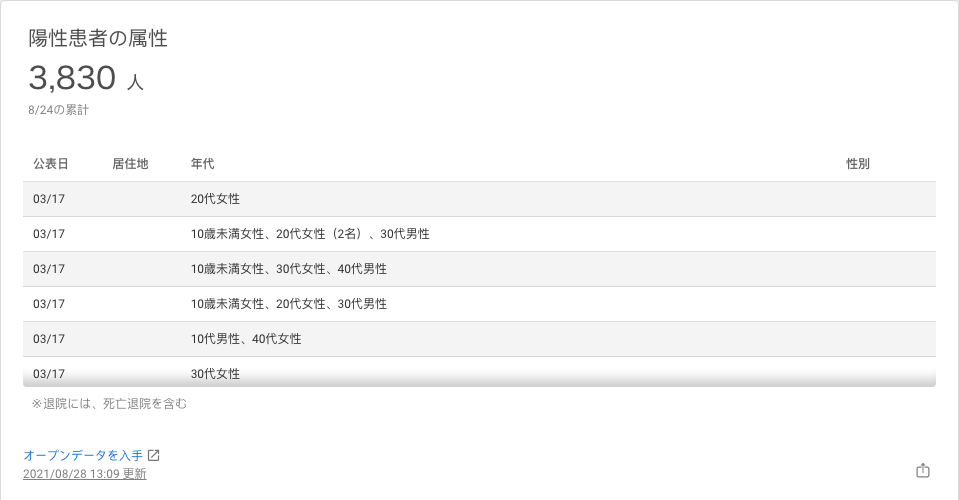 陽性患者の属性
3,830 人
8/24の累計
公表日 居住地 年代 性別
03/17 20代女性
03/17 10歳未満女性、20代女性（2名）、30代男性
03/17 10歳未満女性、30代女性、40代男性
03/17 10歳未満女性、20代女性、30代男性
03/17 10代男性、40代女性
03/17 30代女性
※退院には、死亡退院を含む
オープンデータを入手
2021/08/28 13:09 更新